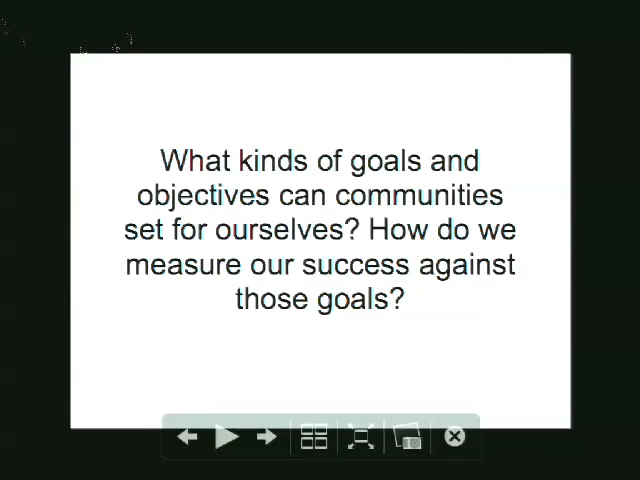 What kinds of goals and
objectives can communities
set for ourselves? How do we
measure our success against
those goals?